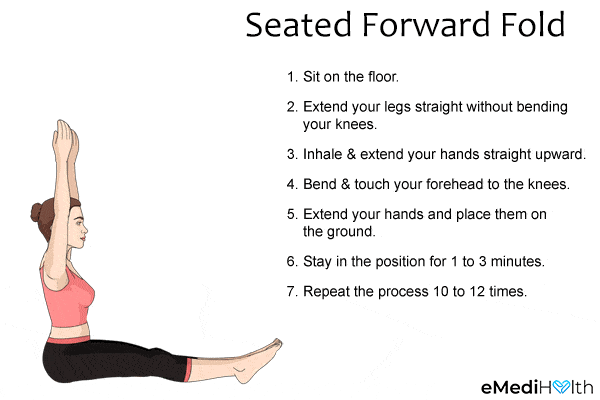 Seated Forward Fold
1. Sit on the floor.
2. Extend your legs straight without bending
your knees.
3. Inhale & extend your hands straight upward.
4. Bend & touch your forehead to the knees.
5. Extend your hands and place them on
the ground.
6. Stay in the position for 1 to 3 minutes.
7. Repeat the process 10 to 12 times.
eMediHealth